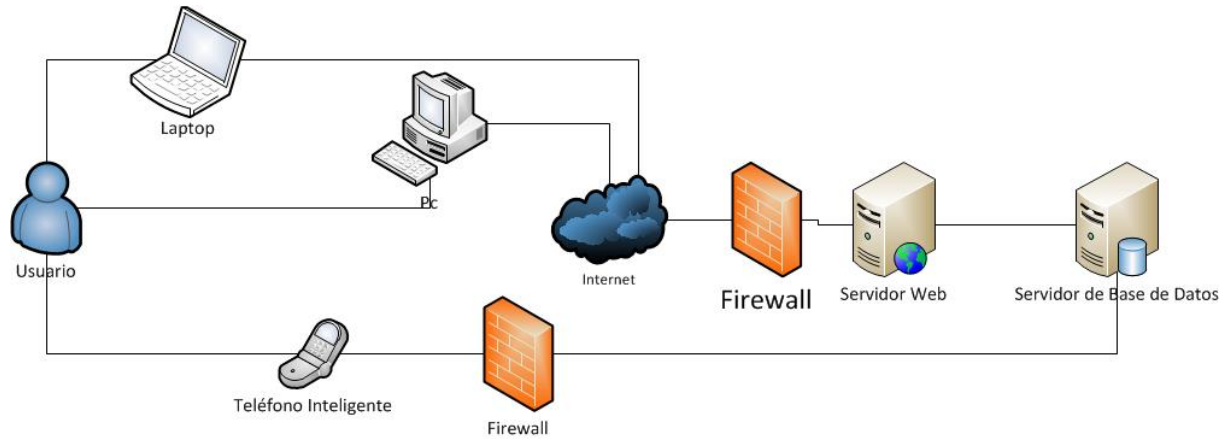 Laptop
Pc
Usuario
Internet
Firewall
Servidor Web
Servidor de Base de Datos
Teléfono Inteligente
Firewall